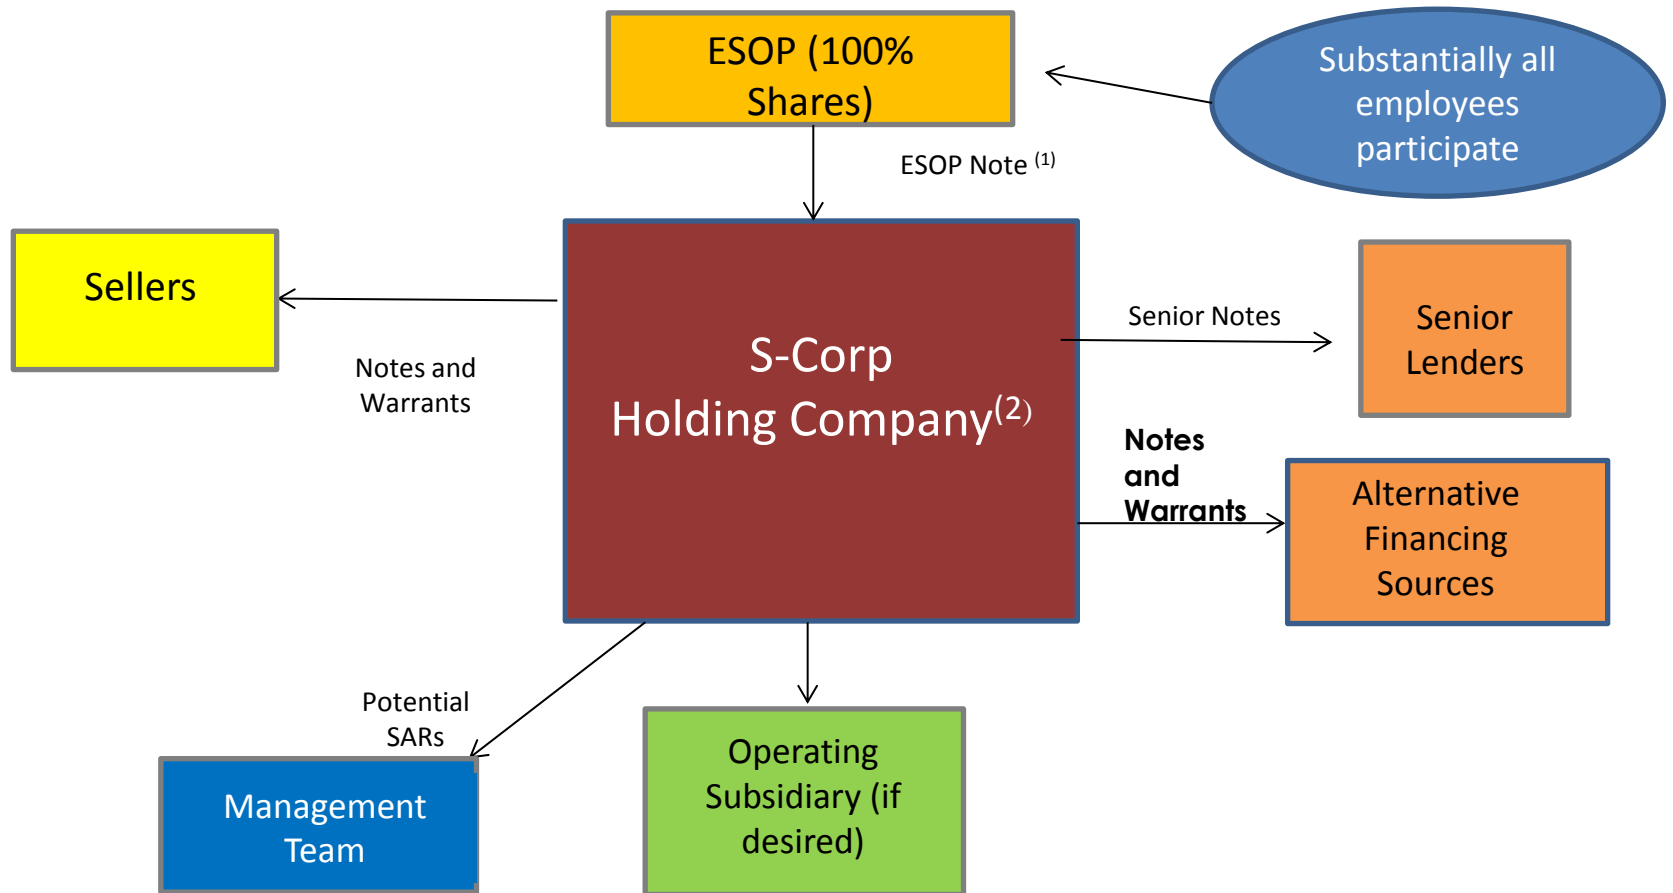 ESOP (100%
Shares)
Substantially all
employees
participate
ESOP Note (1)
Sellers
Notes and
Warrants
S-Corp
Holding Company(2)
Senior Notes
Senior
Lenders
Notes
and
Warrants
Alternative
Financing
Sources
Potential
SARs
Management
Team
Operating
Subsidiary (if
desired)